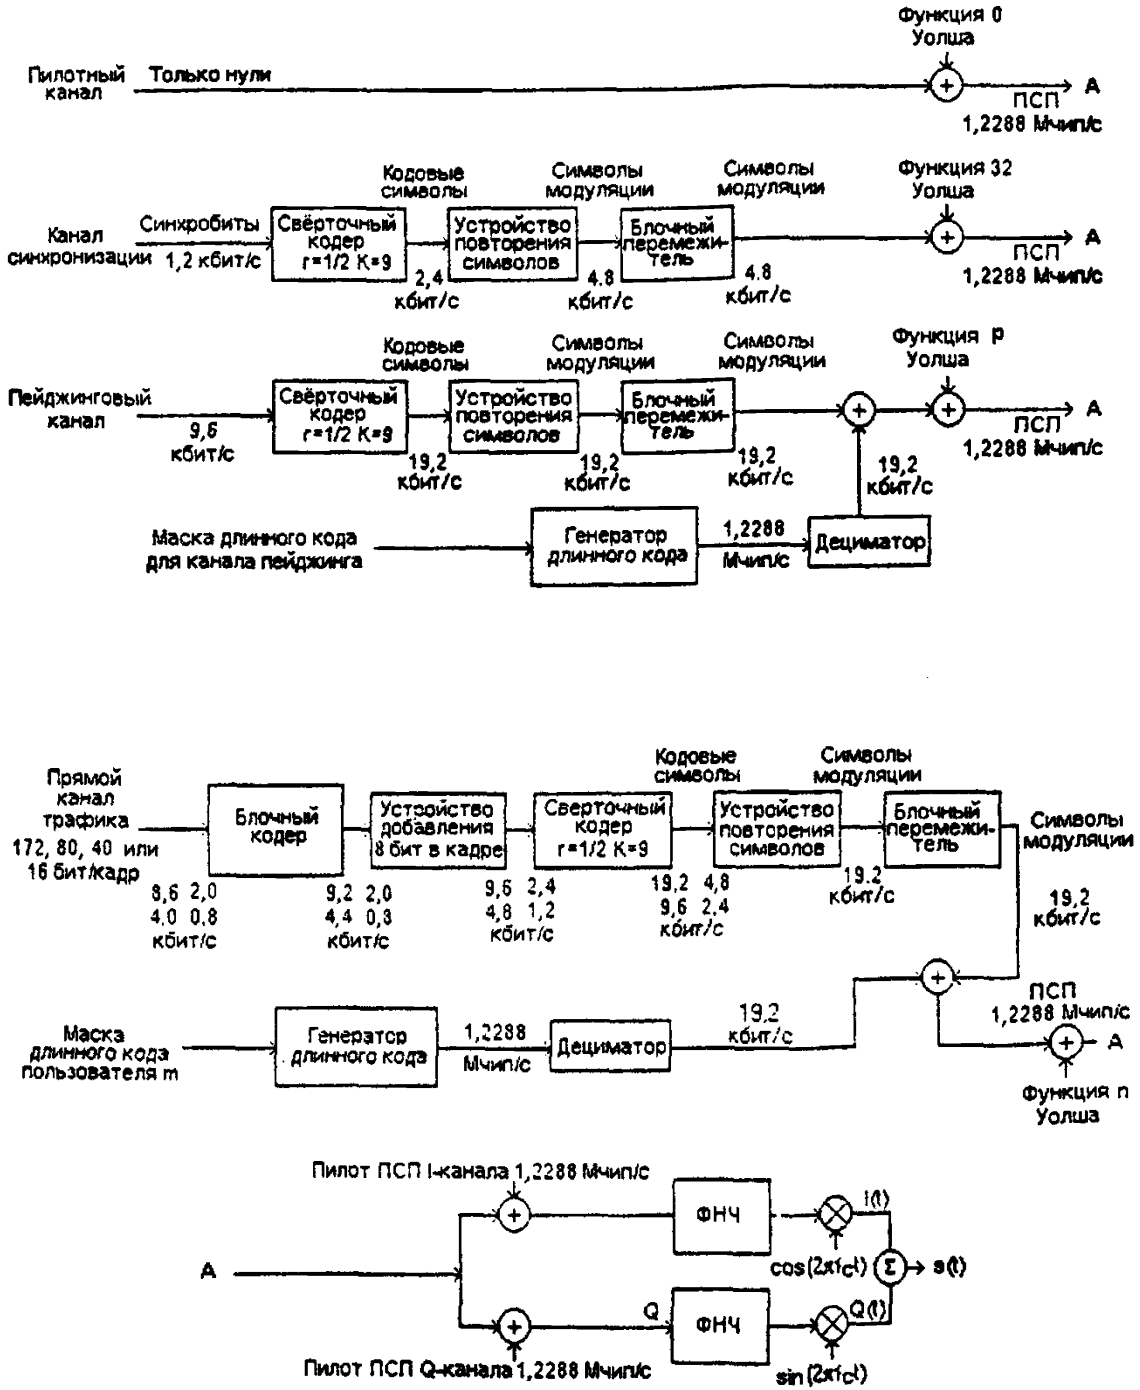 Функция 0
Уолша
Пилотный
канал
Только нули
A
ПСП
1,2288 Мчип/с
Кодовые
символы
Символы
модуляции
Символы
модуляции
Функция 32
Уолша
Канал
синхронизации
Синхробиты
1,2 кбит/с
Свёрточный
кодер
r=1/2 K=9
2,4
кбит/с
Устройство
повторения
символов
4.8
кбит/с
Блочный
перемежи-
тель
4.8
кбит/с
A
ПСП
1,2288 Мчип/с
Кодовые
символы
Символы
модуляции
Символы
модуляции
Функция p
Уолша
Пейджинговый
канал
9,6
кбит/с
Свёрточный
кодер
r=1/2 K=9
19,2
кбит/с
Устройство
повторения
символов
19,2
кбит/с
Блочный
перемежи-
тель
19,2
кбит/с
+
+
A
ПСП
1,2288 Мчип/с
19,2
кбит/с
Маска длинного кода
для канала пейджинга
Генератор
длинного кода
1,2288
Мчип/с
Дециматор
Прямой
канал
трафика
172, 80, 40 или
16 бит/кадр
8,6 2,0
4,0 0,8
кбит/с
Блочный
кодер
9,2 2,0
4,4 0,3
кбит/с
Устройство
добавления
8 бит в кадре
9,6 2,4
4,8 1,2
кбит/с
Сверточный
кодер
r=1/2 K=9
Кодовые
символы
19,2 4,8
9,6 2,4
кбит/с
Устройство
повторения
символов
Символы
модуляции
19.2
кбит/с
Блочный
перемежи-
тель
Символы
модуляции
19,2
кбит/с
+
ПСП
1,2288 Мчип/с
+
A
Функция n
Уолша
Маска
длинного кода
пользователя m
Генератор
длинного кода
1,2288
Мчип/с
Дециматор
19,2
кбит/с
Пилот ПСП I-канала 1,2288 Мчип/с
+
ФНЧ
I(t)
cos(2πfct)
A
Σ
s(t)
+
Q
ФНЧ
Q(t)
sin(2πfct)
Пилот ПСП Q-канала 1,2288 Мчип/с